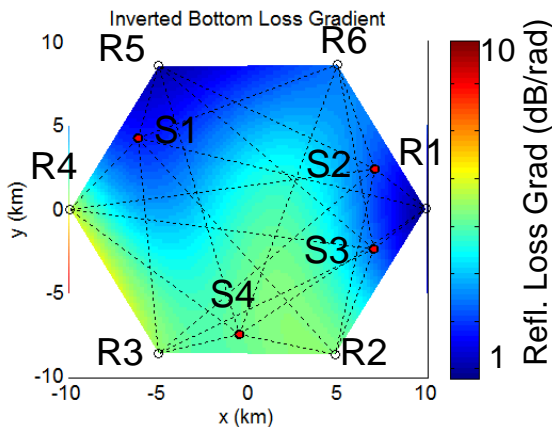 Inverted Bottom Loss Gradient
10
5
0
-5
-10
y (km)
-10
-5
0
5
10
x (km)
R5
R6
R4
R1
R3
R2
S1
S2
S3
S4
10
1
Refl. Loss Grad (dB/rad)